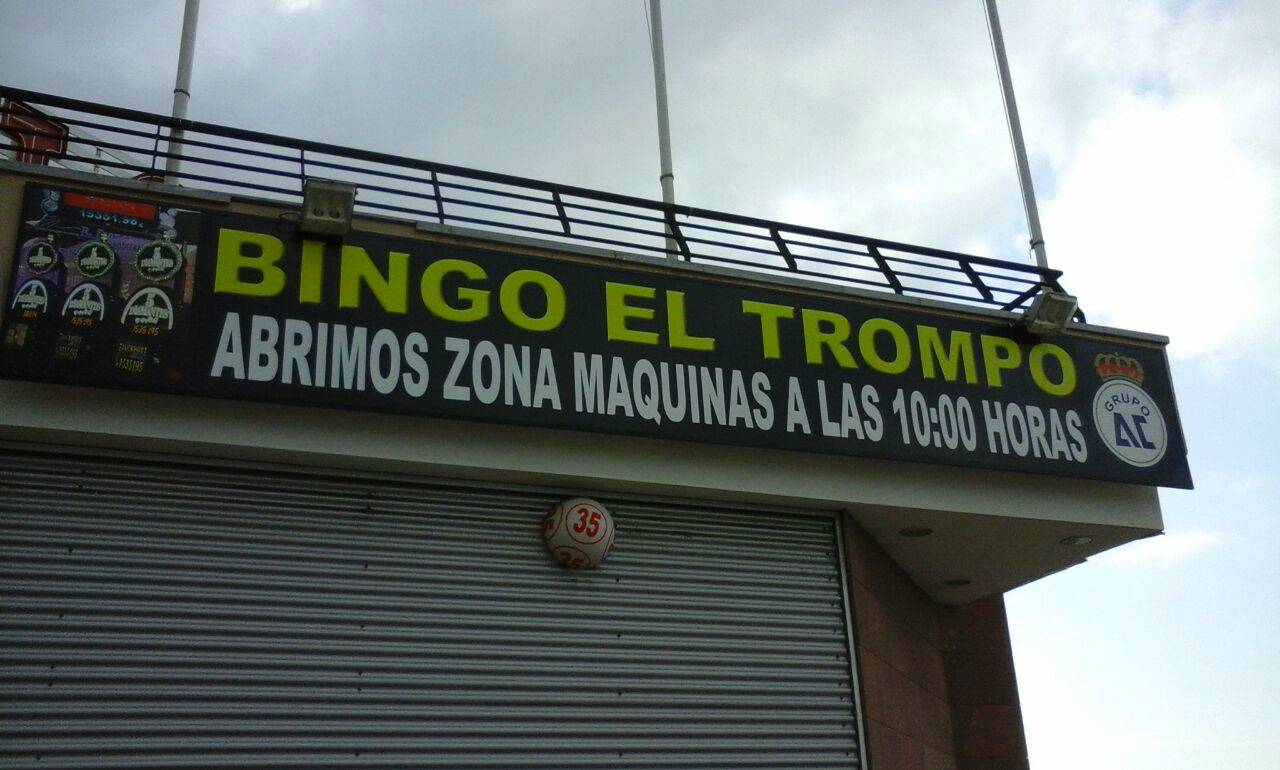 BINGO EL TROMPO
ABRIMOS ZONA MAQUINAS A LAS 10:00 HORAS
GRUPO
AC
35